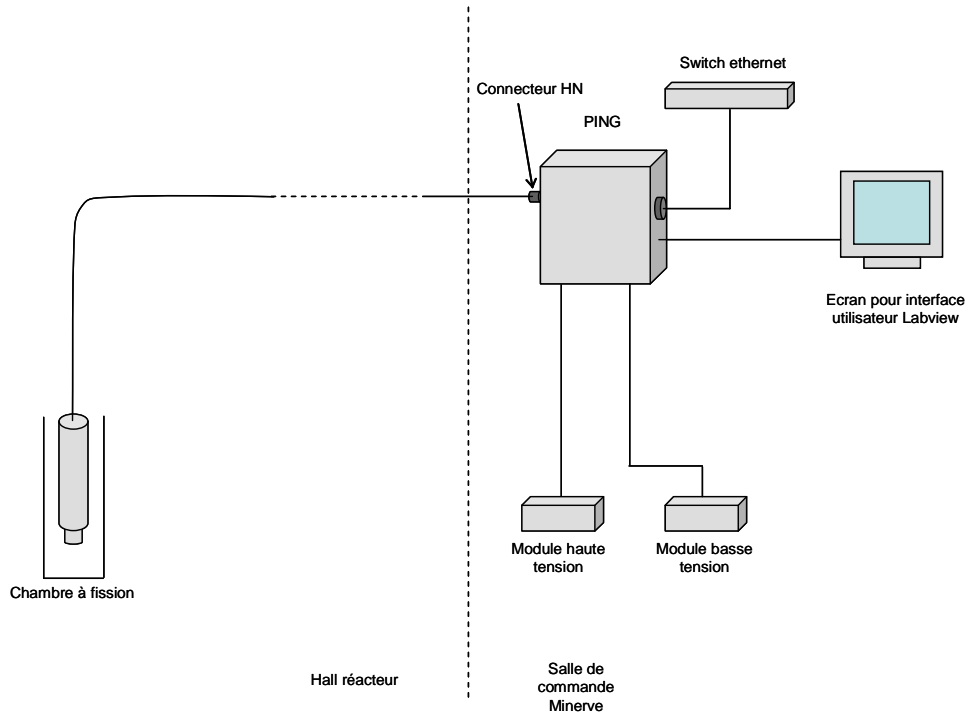 Switch ethernet
Connecteur HN
PING
Ecran pour interface
utilisateur Labview
Module haute
tension
Module basse
tension
Chambre à fission
Hall réacteur
Salle de
commande
Minerve